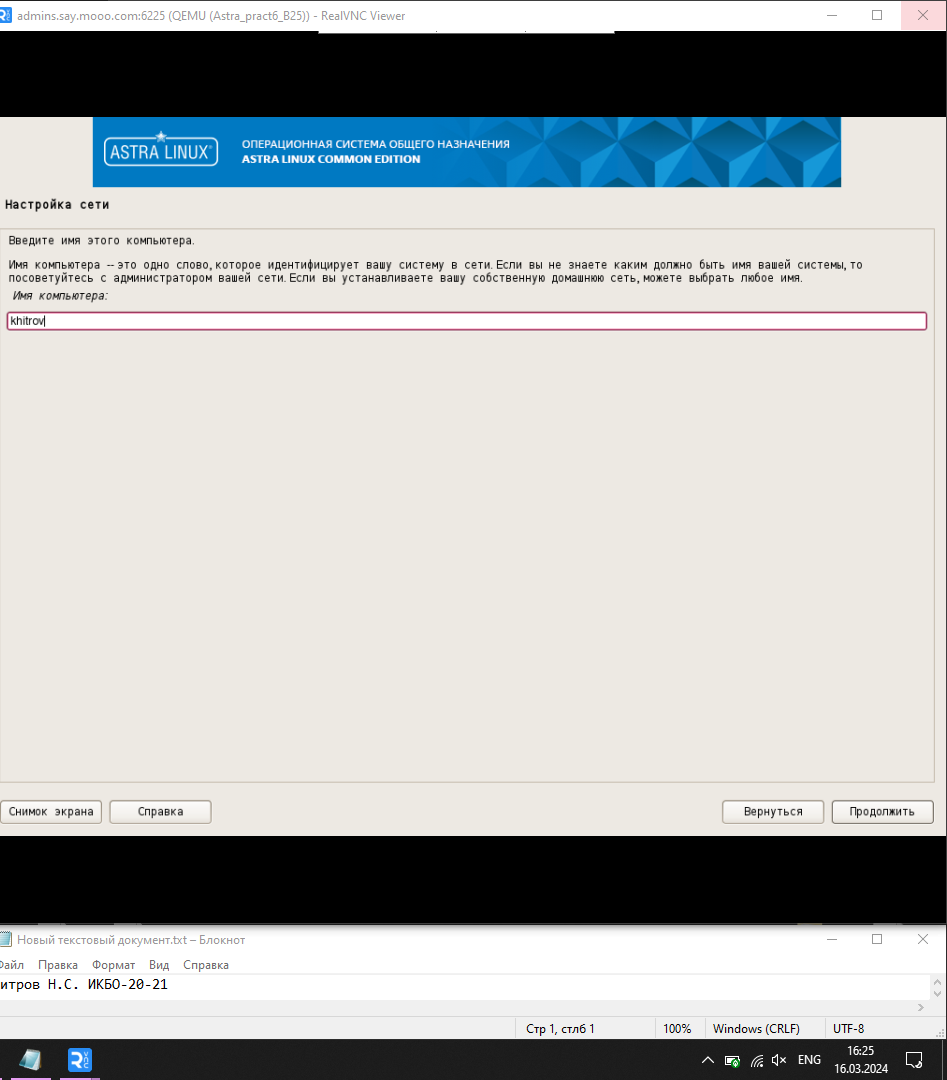 admins.say.mooo.com:6225 (QEMU (Astra_pract6_B25)) - RealVNC Viewer
ASTRA LINUX®
ОПЕРАЦИОННАЯ СИСТЕМА ОБЩЕГО НАЗНАЧЕНИЯ
ASTRA LINUX COMMON EDITION
Настройка сети
Введите имя этого компьютера.
Имя компьютера -- это одно слово, которое идентифицирует вашу систему в сети. Если вы не знаете каким должно быть имя вашей системы, то
посоветуйтесь с администратором вашей сети. Если вы устанавливаете вашу собственную домашнюю сеть, можете выбрать любое имя.
Имя компьютера:
khitrov
Снимок экрана Справка Вернуться Продолжить
Новый текстовый документ.txt – Блокнот
Файл Правка Формат Вид Справка
итров Н.С. ИКБО-20-21
Стр 1, стлб 1 100% Windows (CRLF) UTF-8
VNC
ENG
16:25
16.03.2024